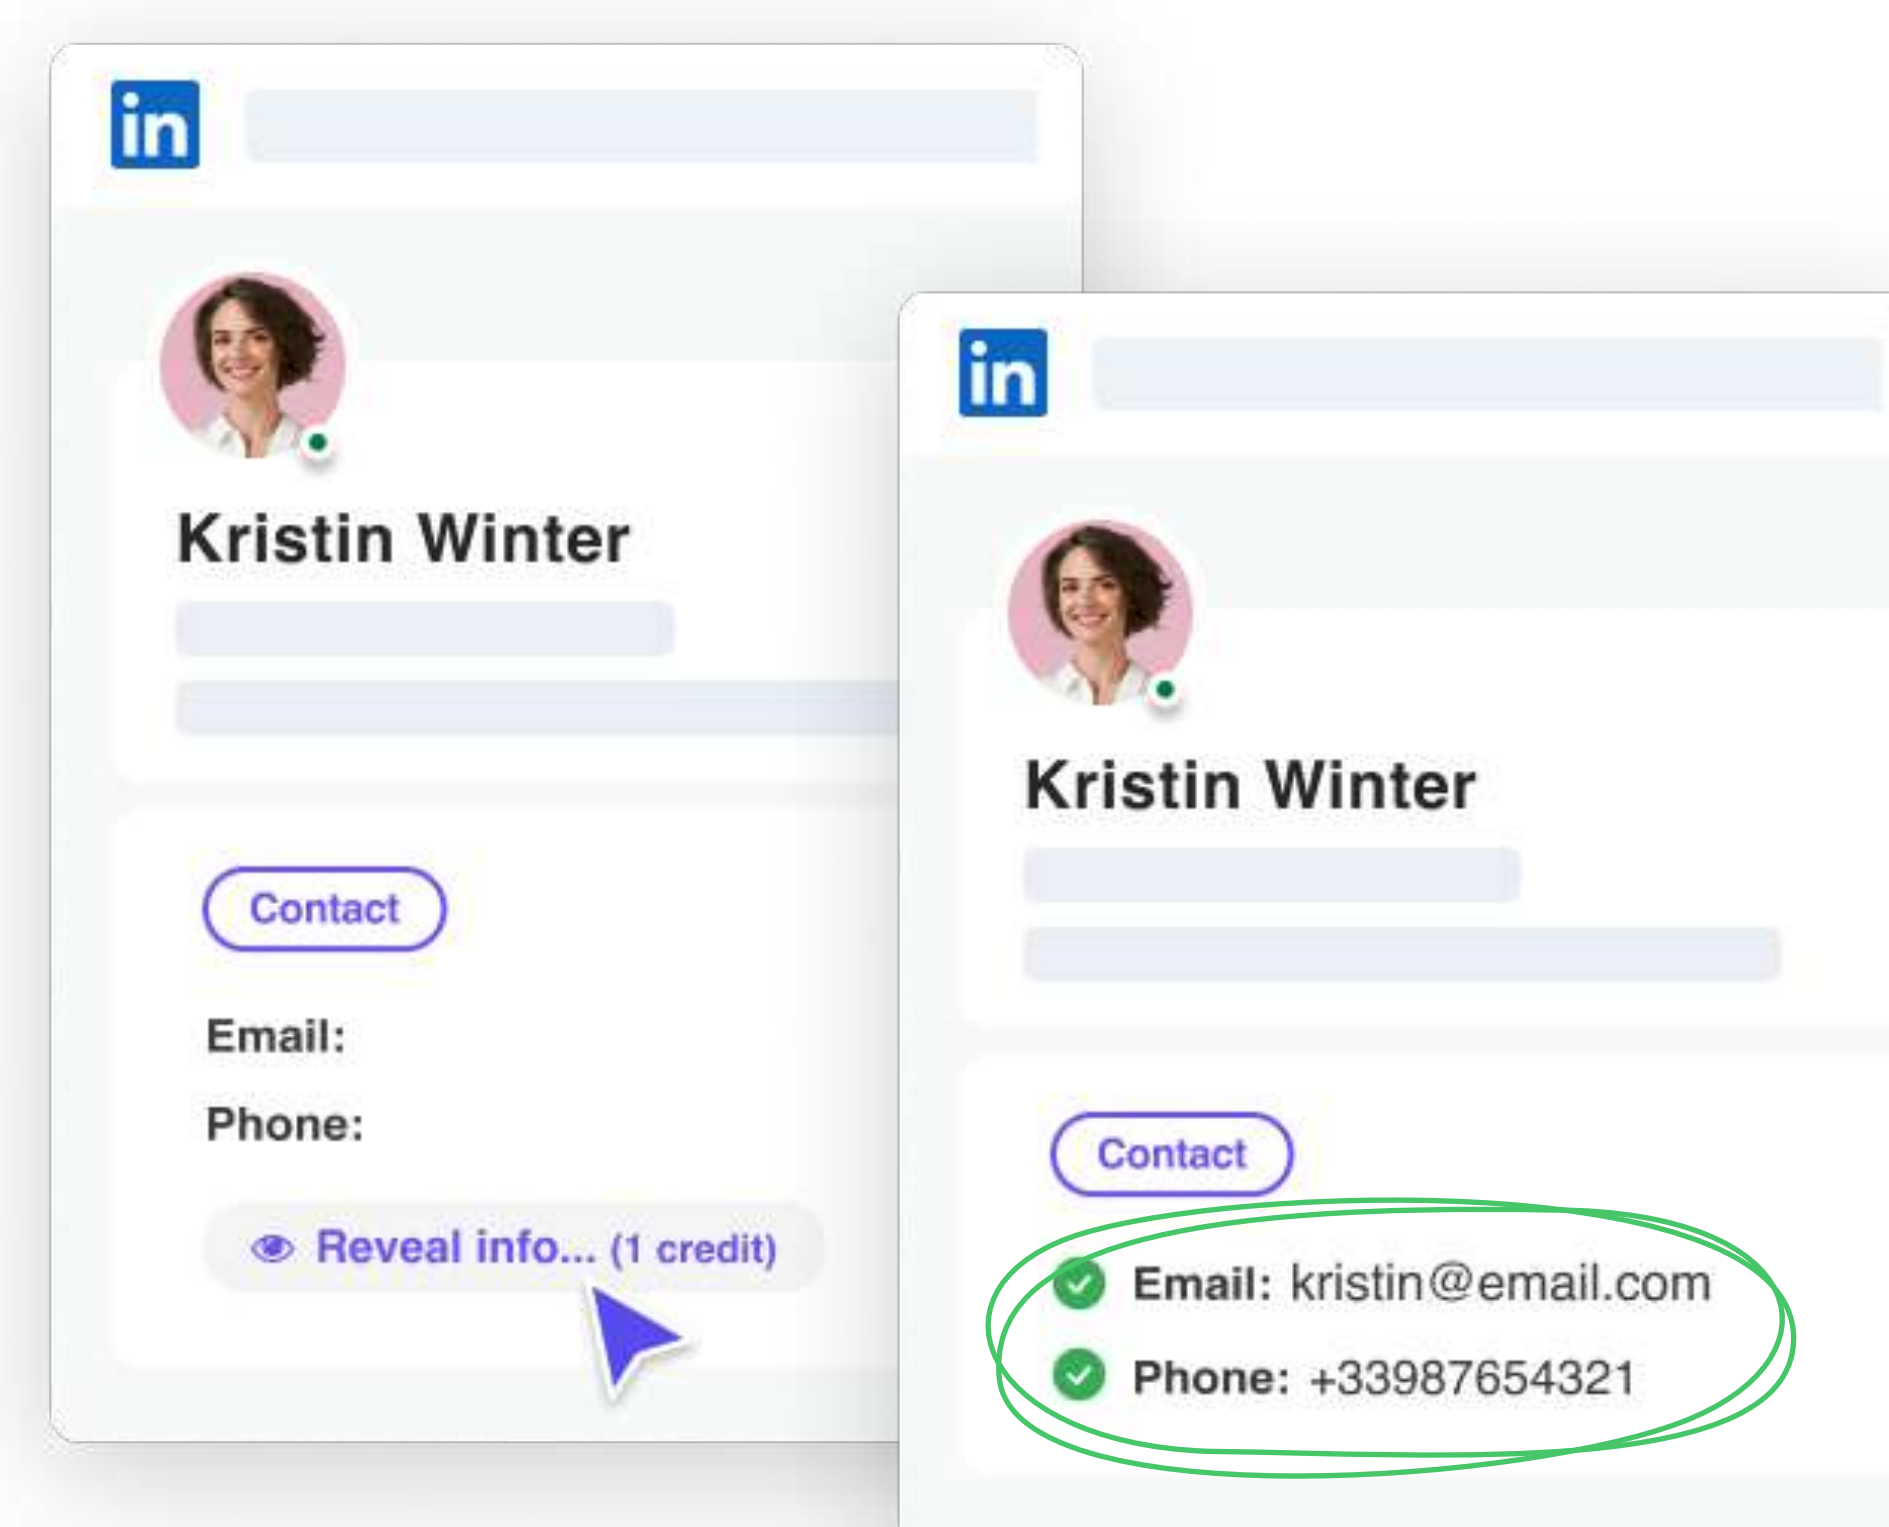 in
Kristin Winter
Contact
Email:
Phone:
Reveal info... (1 credit)
in
Kristin Winter
Contact
Email: kristin@email.com
Phone: +33987654321